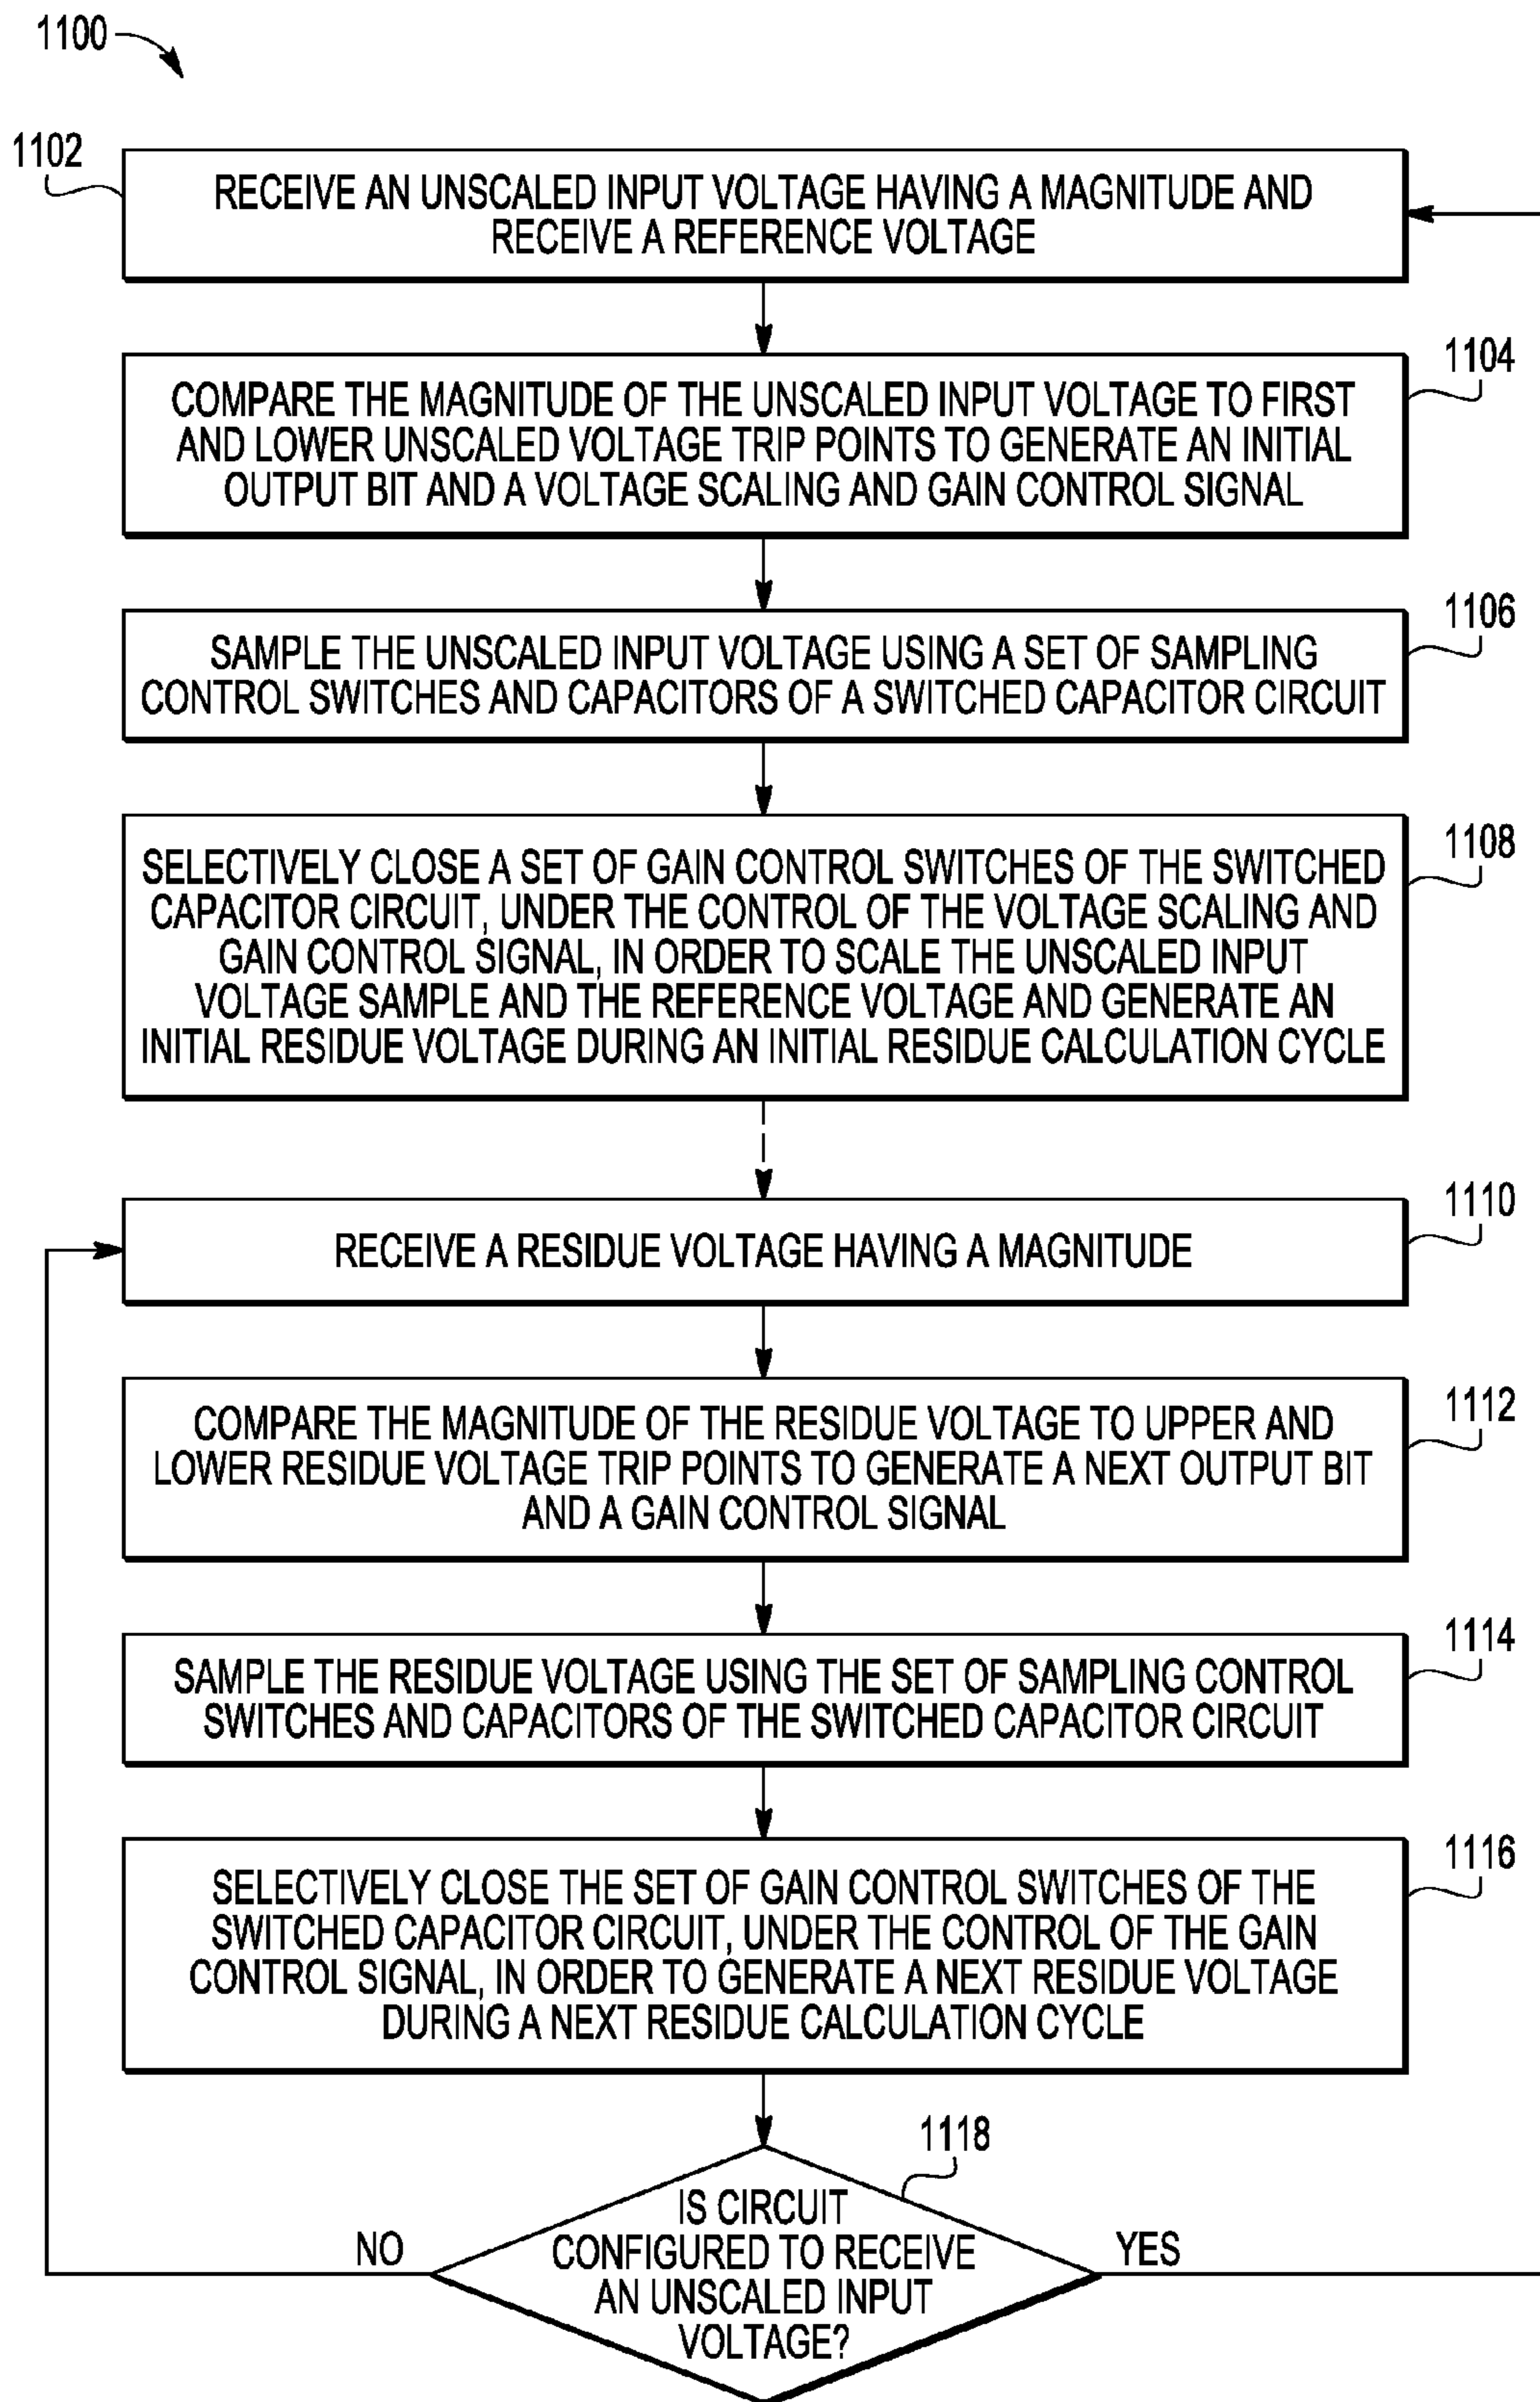 1100
1102
RECEIVE AN UNSCALED INPUT VOLTAGE HAVING A MAGNITUDE AND
RECEIVE A REFERENCE VOLTAGE
1104
COMPARE THE MAGNITUDE OF THE UNSCALED INPUT VOLTAGE TO FIRST
AND LOWER UNSCALED VOLTAGE TRIP POINTS TO GENERATE AN INITIAL
OUTPUT BIT AND A VOLTAGE SCALING AND GAIN CONTROL SIGNAL
1106
SAMPLE THE UNSCALED INPUT VOLTAGE USING A SET OF SAMPLING
CONTROL SWITCHES AND CAPACITORS OF A SWITCHED CAPACITOR CIRCUIT
1108
SELECTIVELY CLOSE A SET OF GAIN CONTROL SWITCHES OF THE SWITCHED
CAPACITOR CIRCUIT, UNDER THE CONTROL OF THE VOLTAGE SCALING AND
GAIN CONTROL SIGNAL, IN ORDER TO SCALE THE UNSCALED INPUT
VOLTAGE SAMPLE AND THE REFERENCE VOLTAGE AND GENERATE AN
INITIAL RESIDUE VOLTAGE DURING AN INITIAL RESIDUE CALCULATION CYCLE
1110
RECEIVE A RESIDUE VOLTAGE HAVING A MAGNITUDE
1112
COMPARE THE MAGNITUDE OF THE RESIDUE VOLTAGE TO UPPER AND
LOWER RESIDUE VOLTAGE TRIP POINTS TO GENERATE A NEXT OUTPUT BIT
AND A GAIN CONTROL SIGNAL
1114
SAMPLE THE RESIDUE VOLTAGE USING THE SET OF SAMPLING CONTROL
SWITCHES AND CAPACITORS OF THE SWITCHED CAPACITOR CIRCUIT
1116
SELECTIVELY CLOSE THE SET OF GAIN CONTROL SWITCHES OF THE
SWITCHED CAPACITOR CIRCUIT, UNDER THE CONTROL OF THE GAIN
CONTROL SIGNAL, IN ORDER TO GENERATE A NEXT RESIDUE VOLTAGE
DURING A NEXT RESIDUE CALCULATION CYCLE
1118
IS CIRCUIT
CONFIGURED TO RECEIVE
AN UNSCALED INPUT
VOLTAGE?
NO
YES